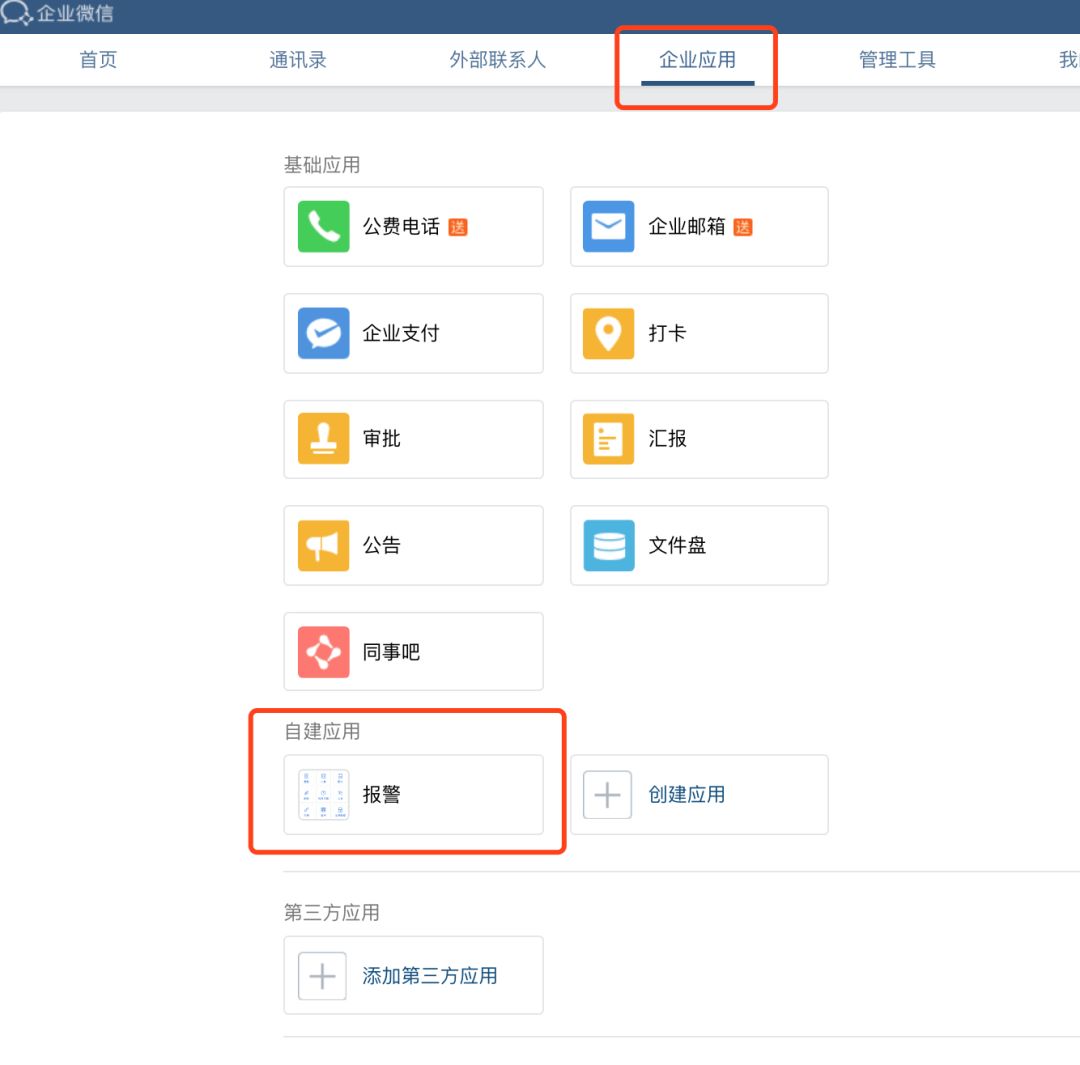 企业微信
首页 通讯录 外部联系人 企业应用 管理工具 我
基础应用
公费电话 送 企业邮箱 送
企业支付 打卡
审批 汇报
公告 文件盘
同事吧
自建应用
报警 创建应用
第三方应用
添加第三方应用